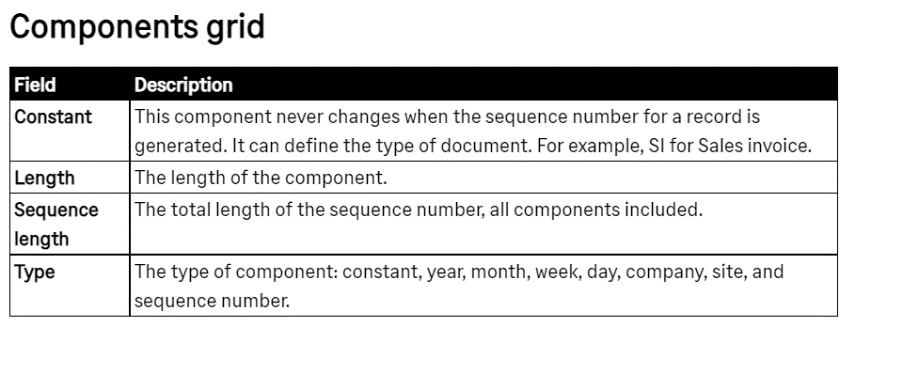 Components grid
Field Description
Constant This component never changes when the sequence number for a record is
generated. It can define the type of document. For example, SI for Sales invoice.
Length The length of the component.
Sequence The total length of the sequence number, all components included.
length
Type The type of component: constant, year, month, week, day, company, site, and
sequence number.